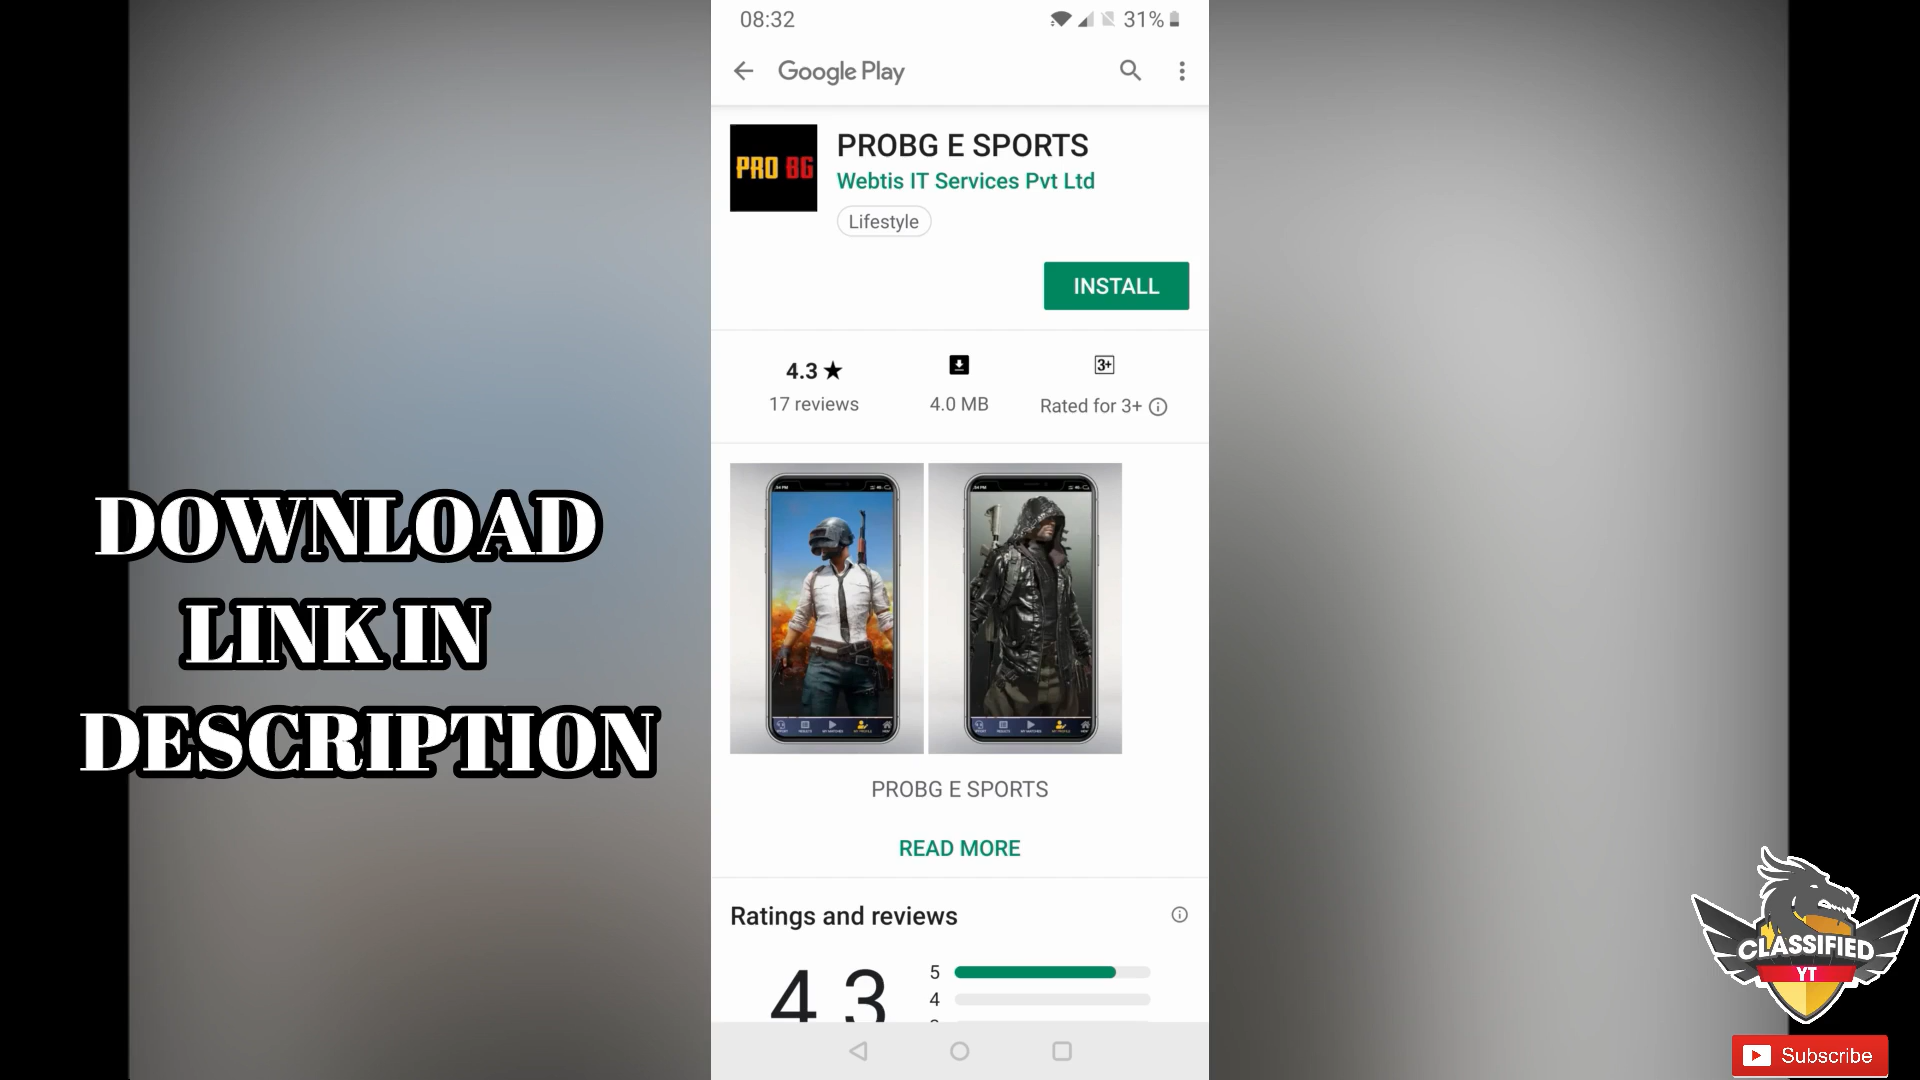 08:32
31%
Google Play
PRO BG
PROBG E SPORTS
Webtis IT Services Pvt Ltd
Lifestyle
INSTALL
4.3 ★
17 reviews
4.0 MB
3+
Rated for 3+
DOWNLOAD
LINK IN
DESCRIPTION
PROBG E SPORTS
READ MORE
Ratings and reviews
4.3
5
4
CLASSIFIED
YT
Subscribe